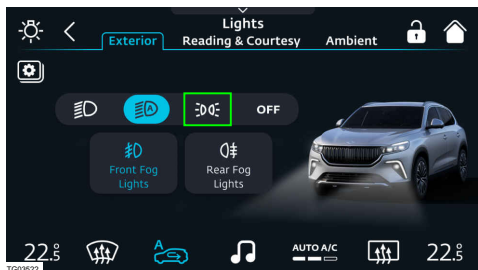 Lights
Exterior Reading & Courtesy Ambient
A
OFF
Front Fog
Lights
Rear Fog
Lights
22.5 A AUTO A/C 22.5
TG03522